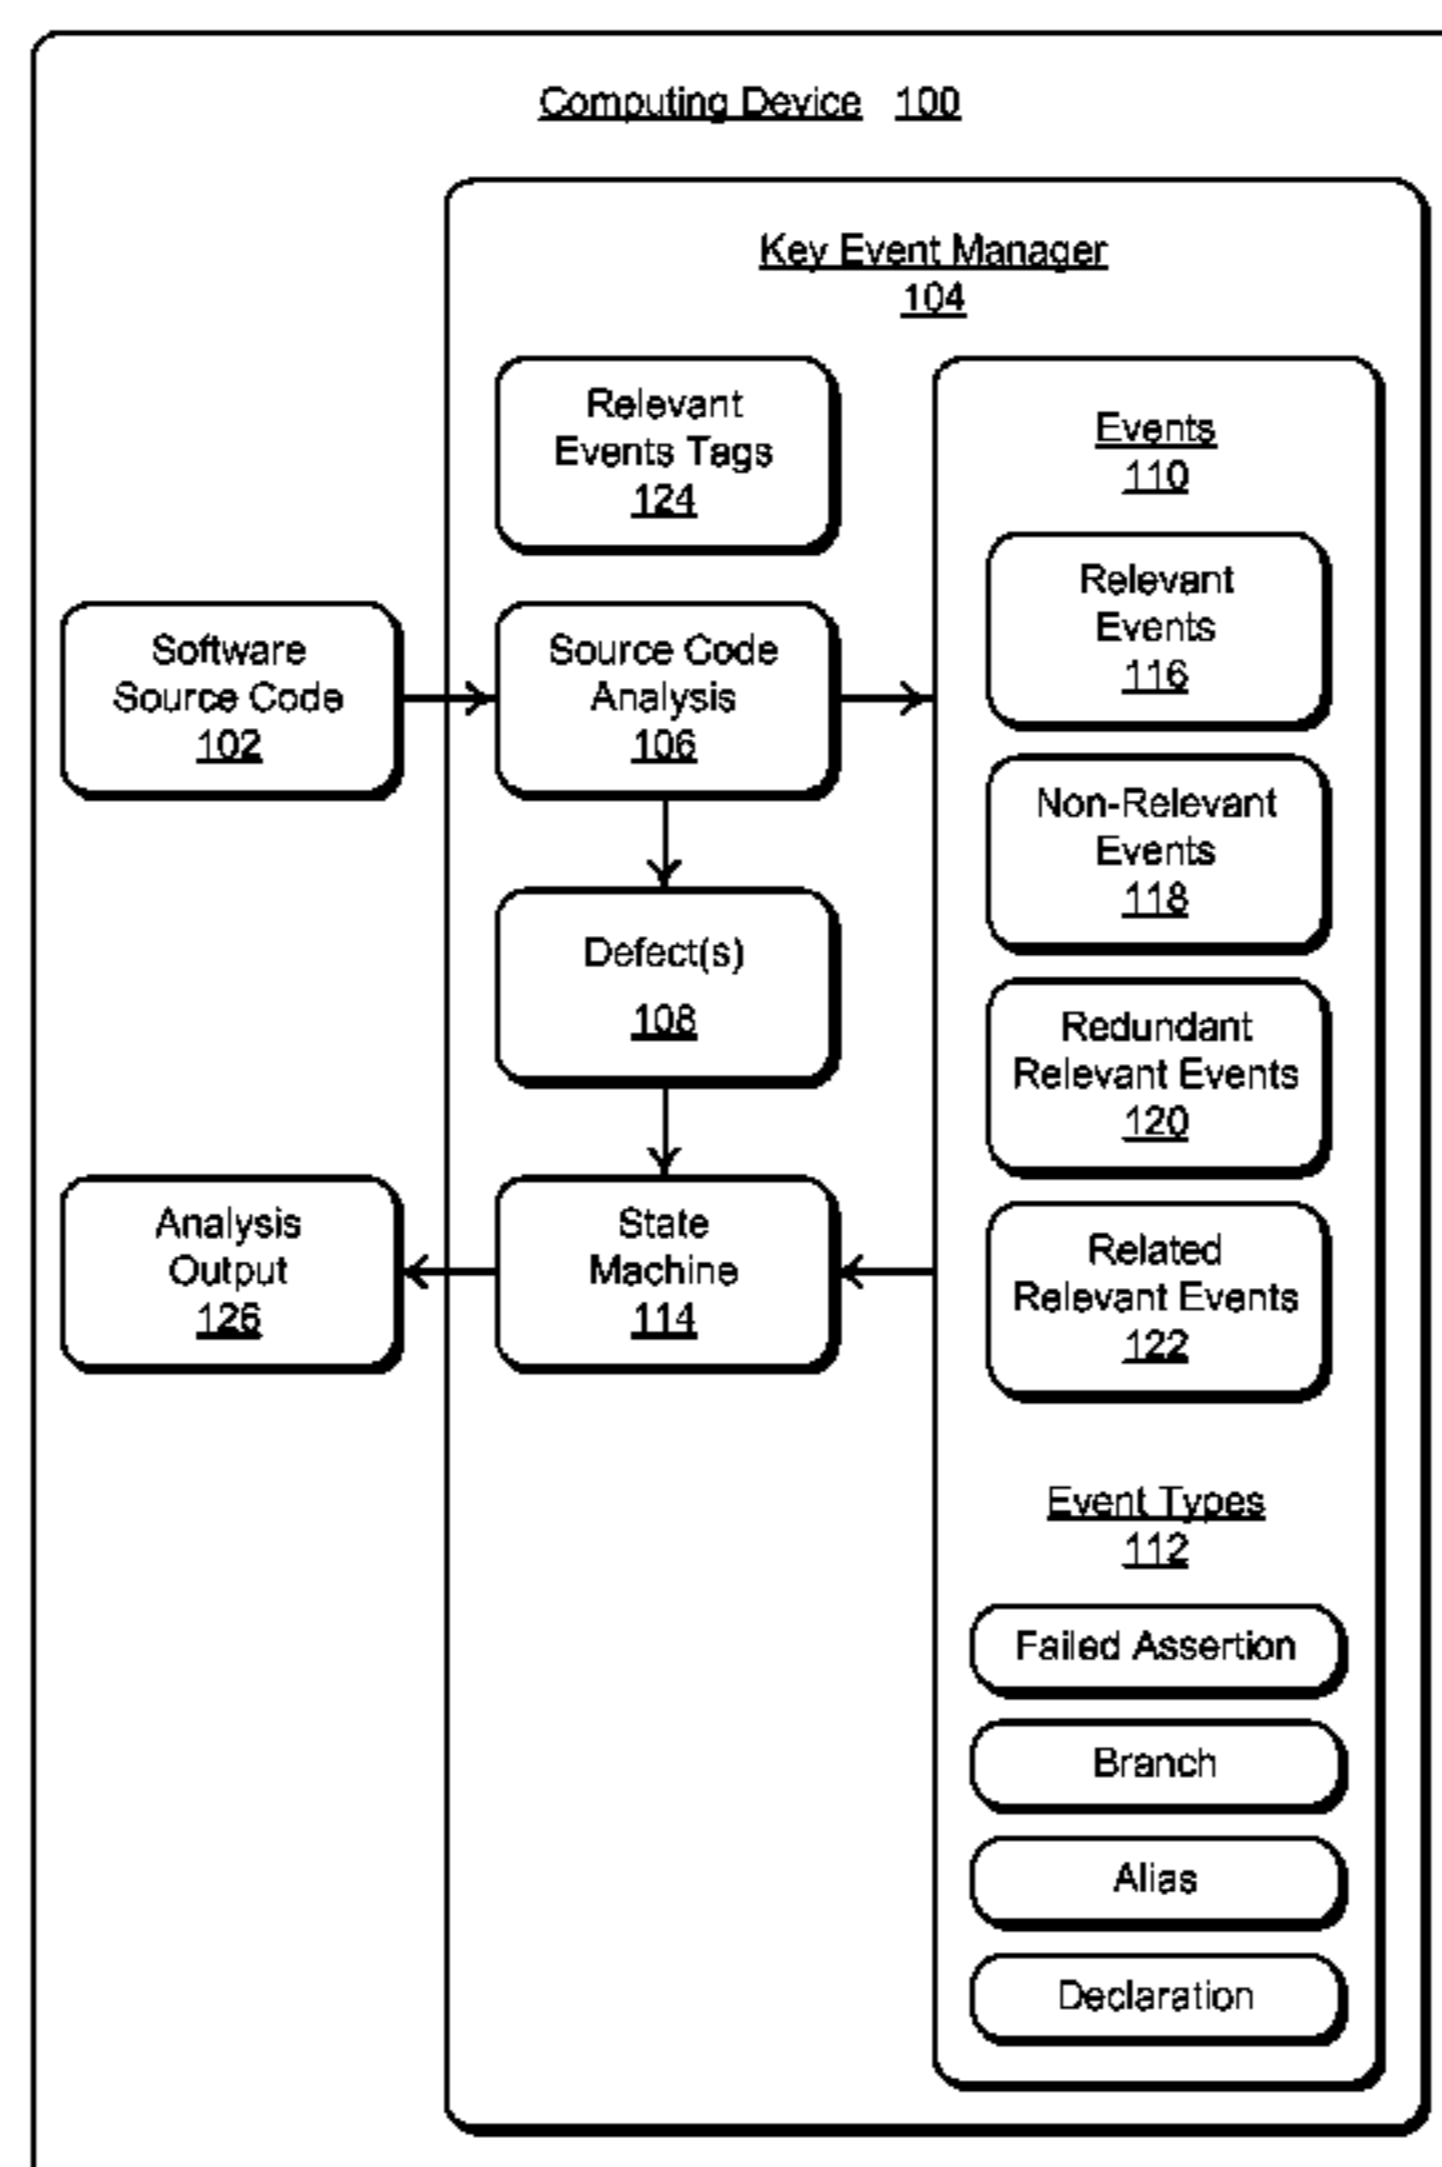 Computing Device 100
Key Event Manager
104
Relevant
Events Tags
124
Software
Source Code
102
Source Code
Analysis
106
Defect(s)
108
State
Machine
114
Analysis
Output
126
Events
110
Relevant
Events
116
Non-Relevant
Events
118
Redundant
Relevant Events
120
Related
Relevant Events
122
Event Types
112
Failed Assertion
Branch
Alias
Declaration